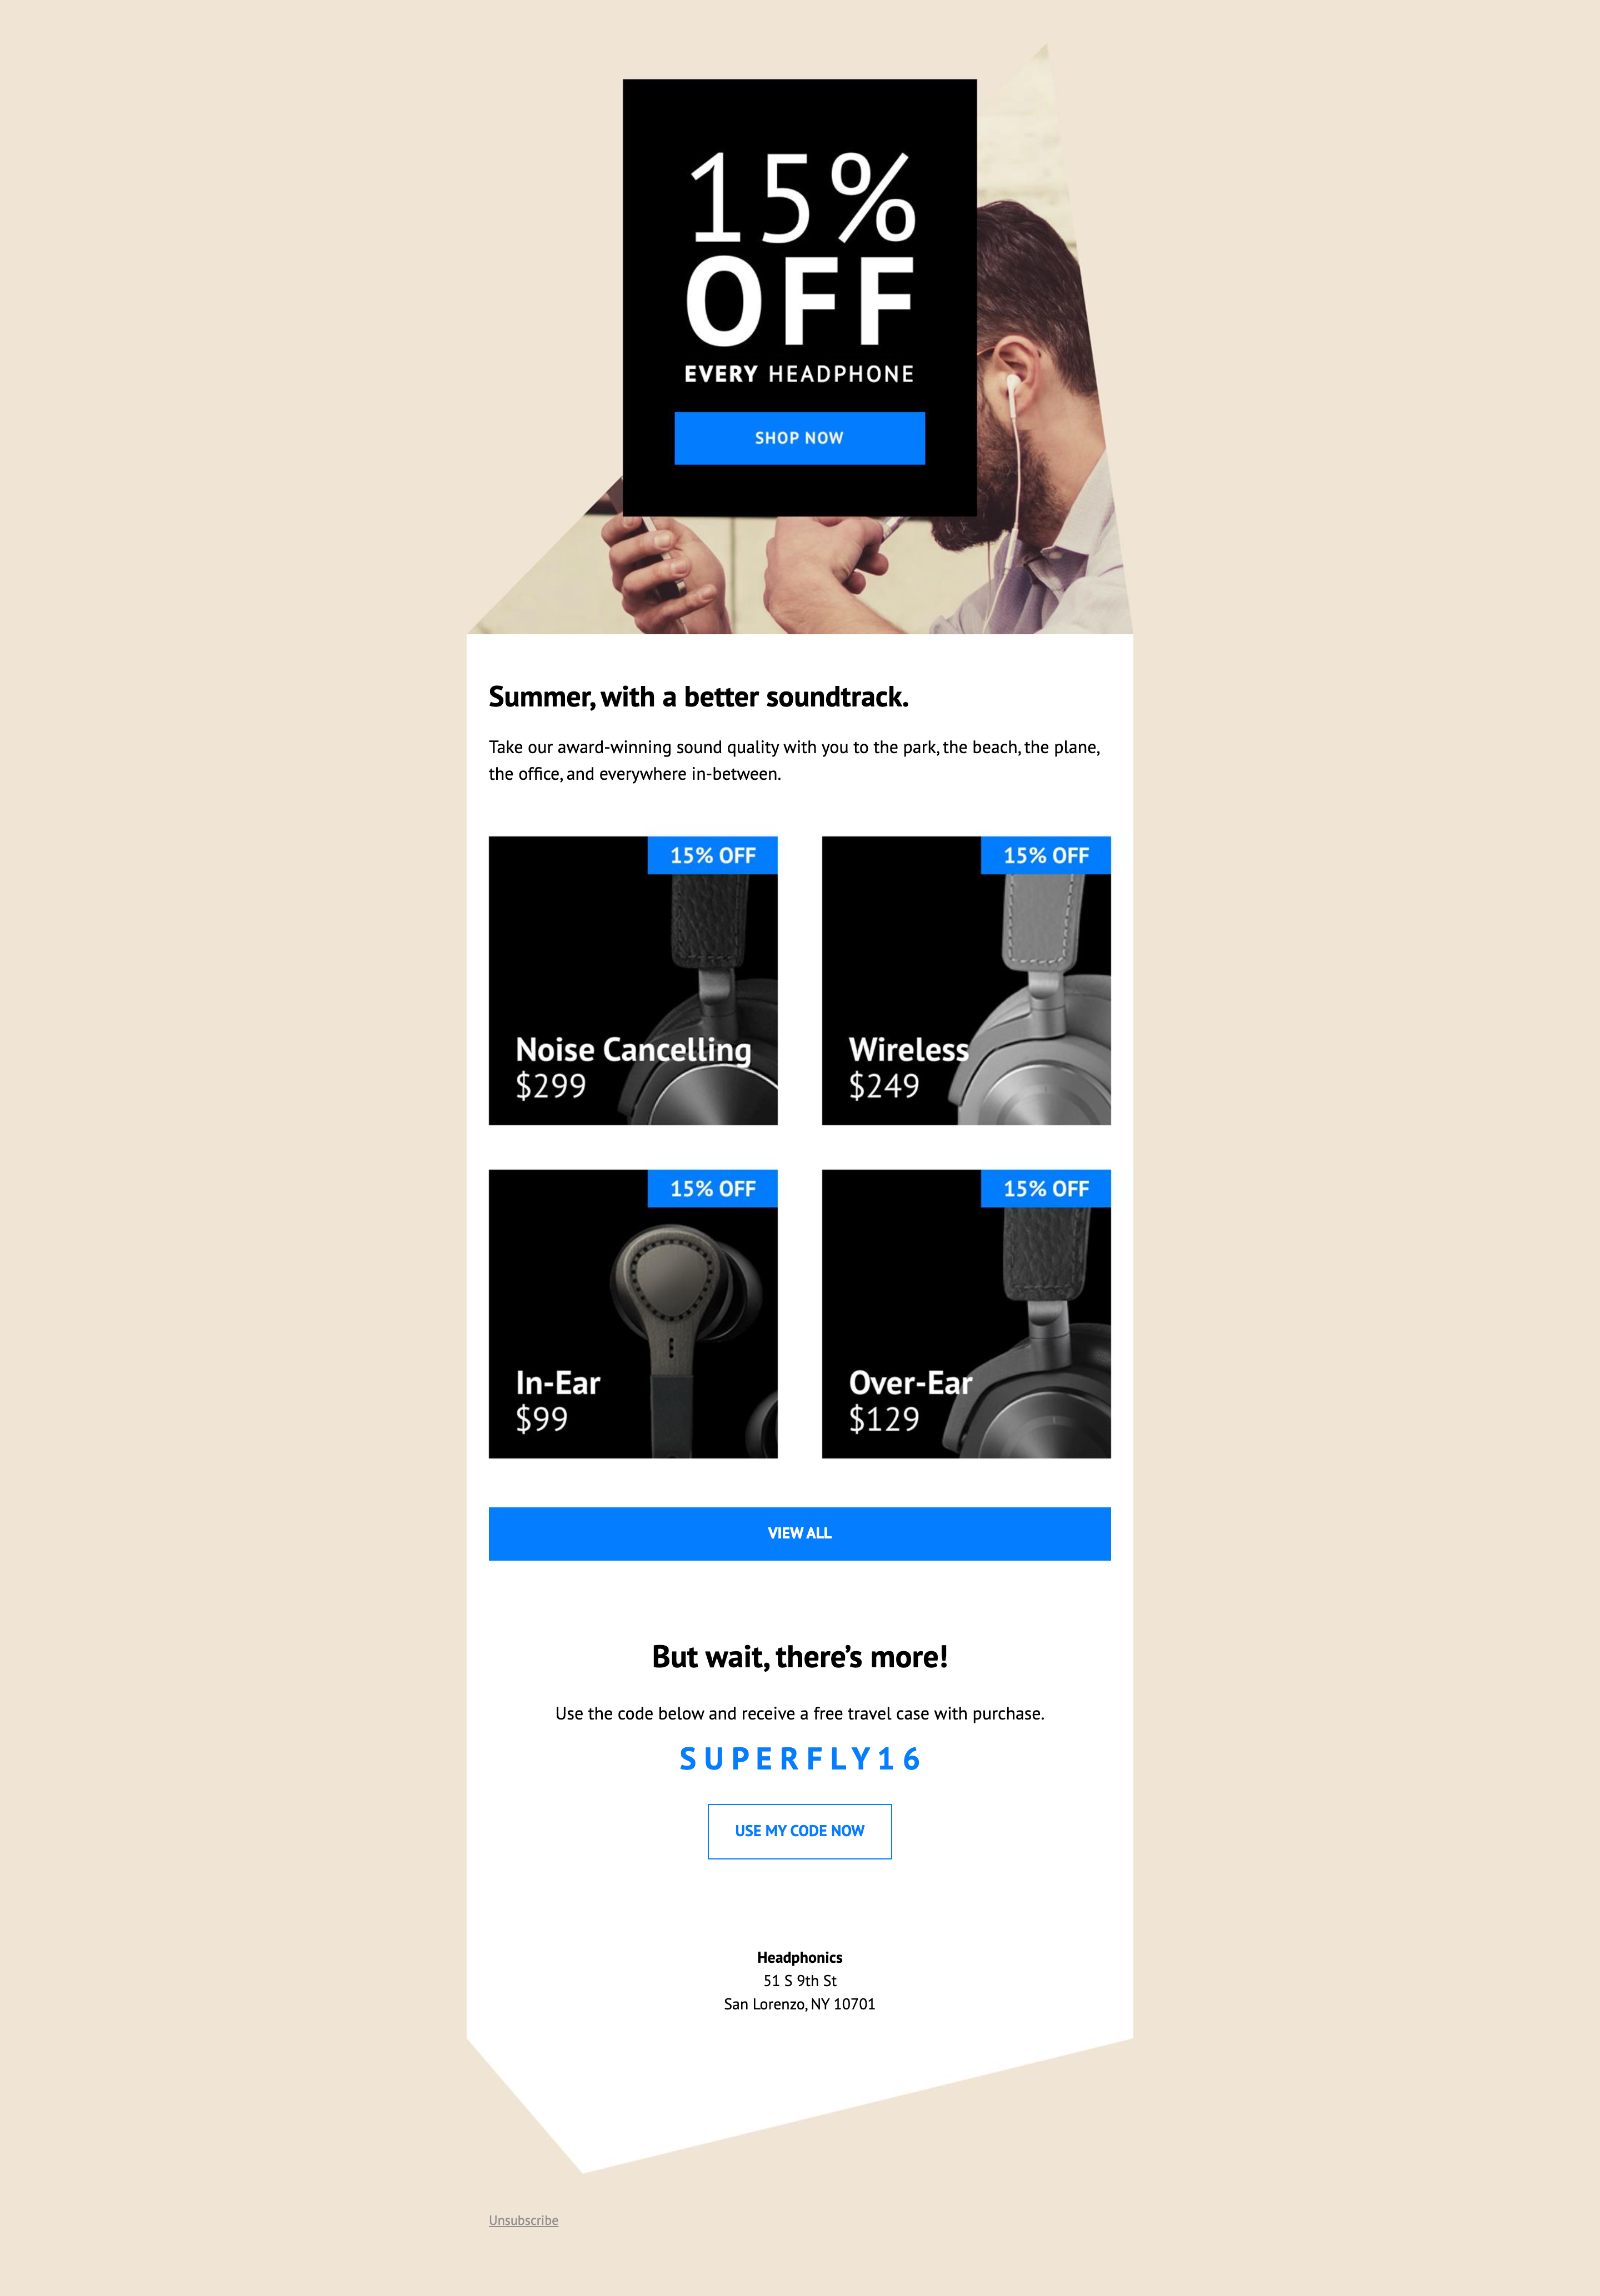 15%
OFF
EVERY HEADPHONE
SHOP NOW
Summer, with a better soundtrack.
Take our award-winning sound quality with you to the park, the beach, the plane,
the office, and everywhere in-between.
15% OFF
Noise Cancelling
$299
15% OFF
Wireless
$249
15% OFF
In-Ear
$99
15% OFF
Over-Ear
$129
VIEW ALL
But wait, there’s more!
Use the code below and receive a free travel case with purchase.
SUPERFLY16
USE MY CODE NOW
Headphonics
51 S 9th St
San Lorenzo, NY 10701
Unsubscribe